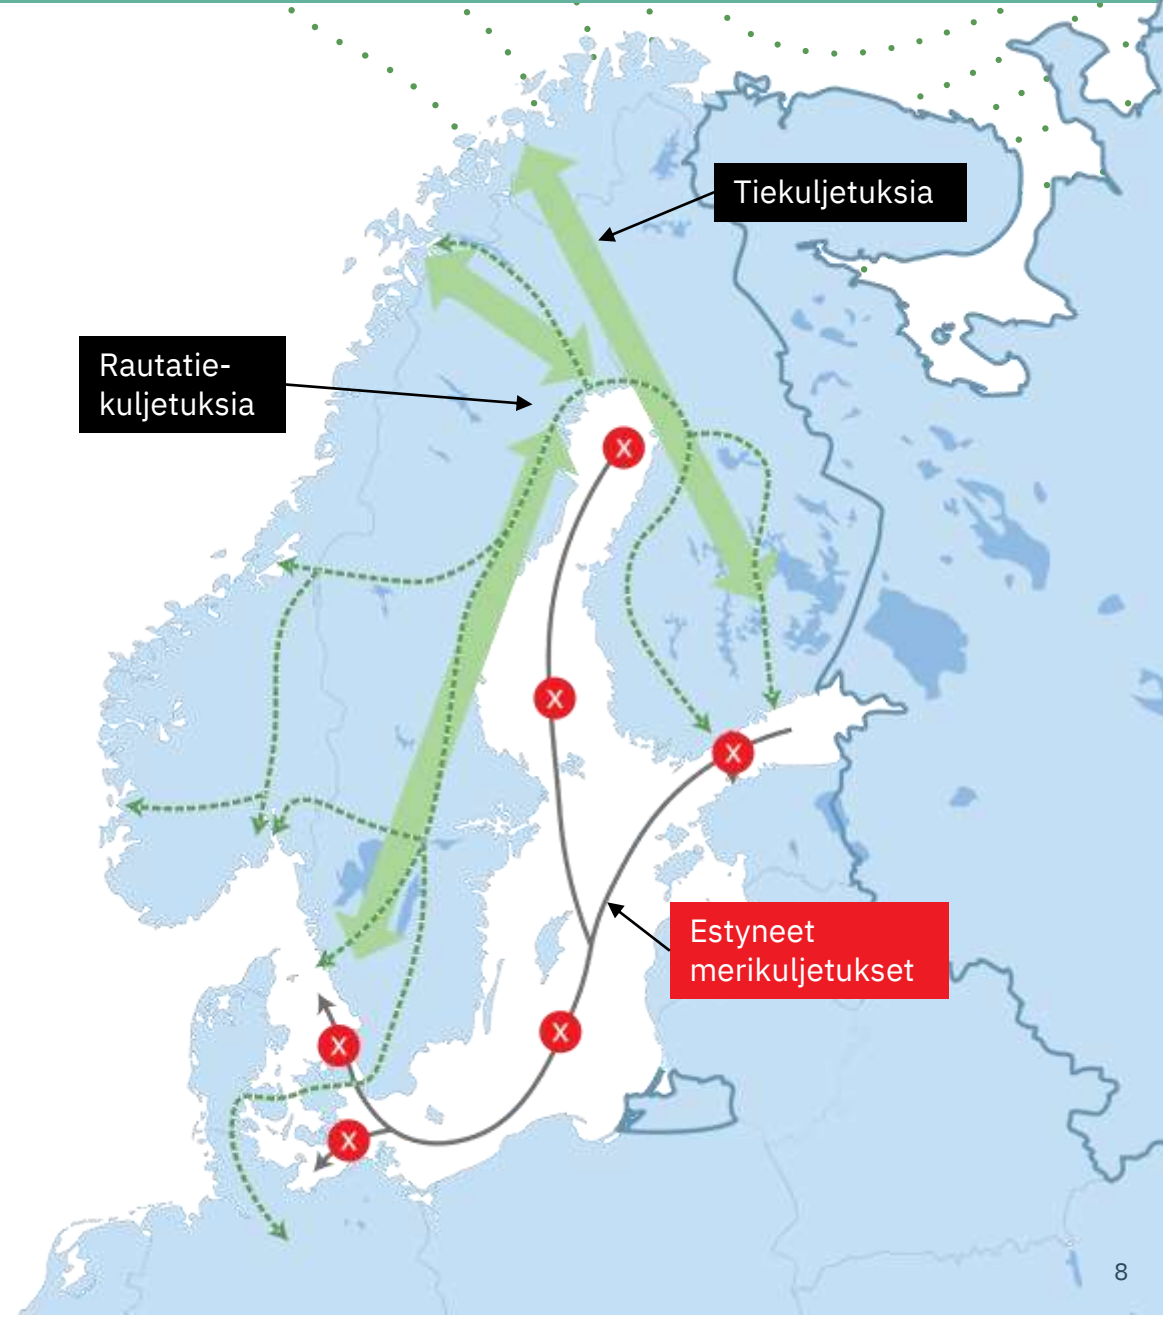 Tiekuljetuksia
Rautatie-
kuljetuksia
X
X
X
Estyneet
merikuljetukset
X
X
X
8